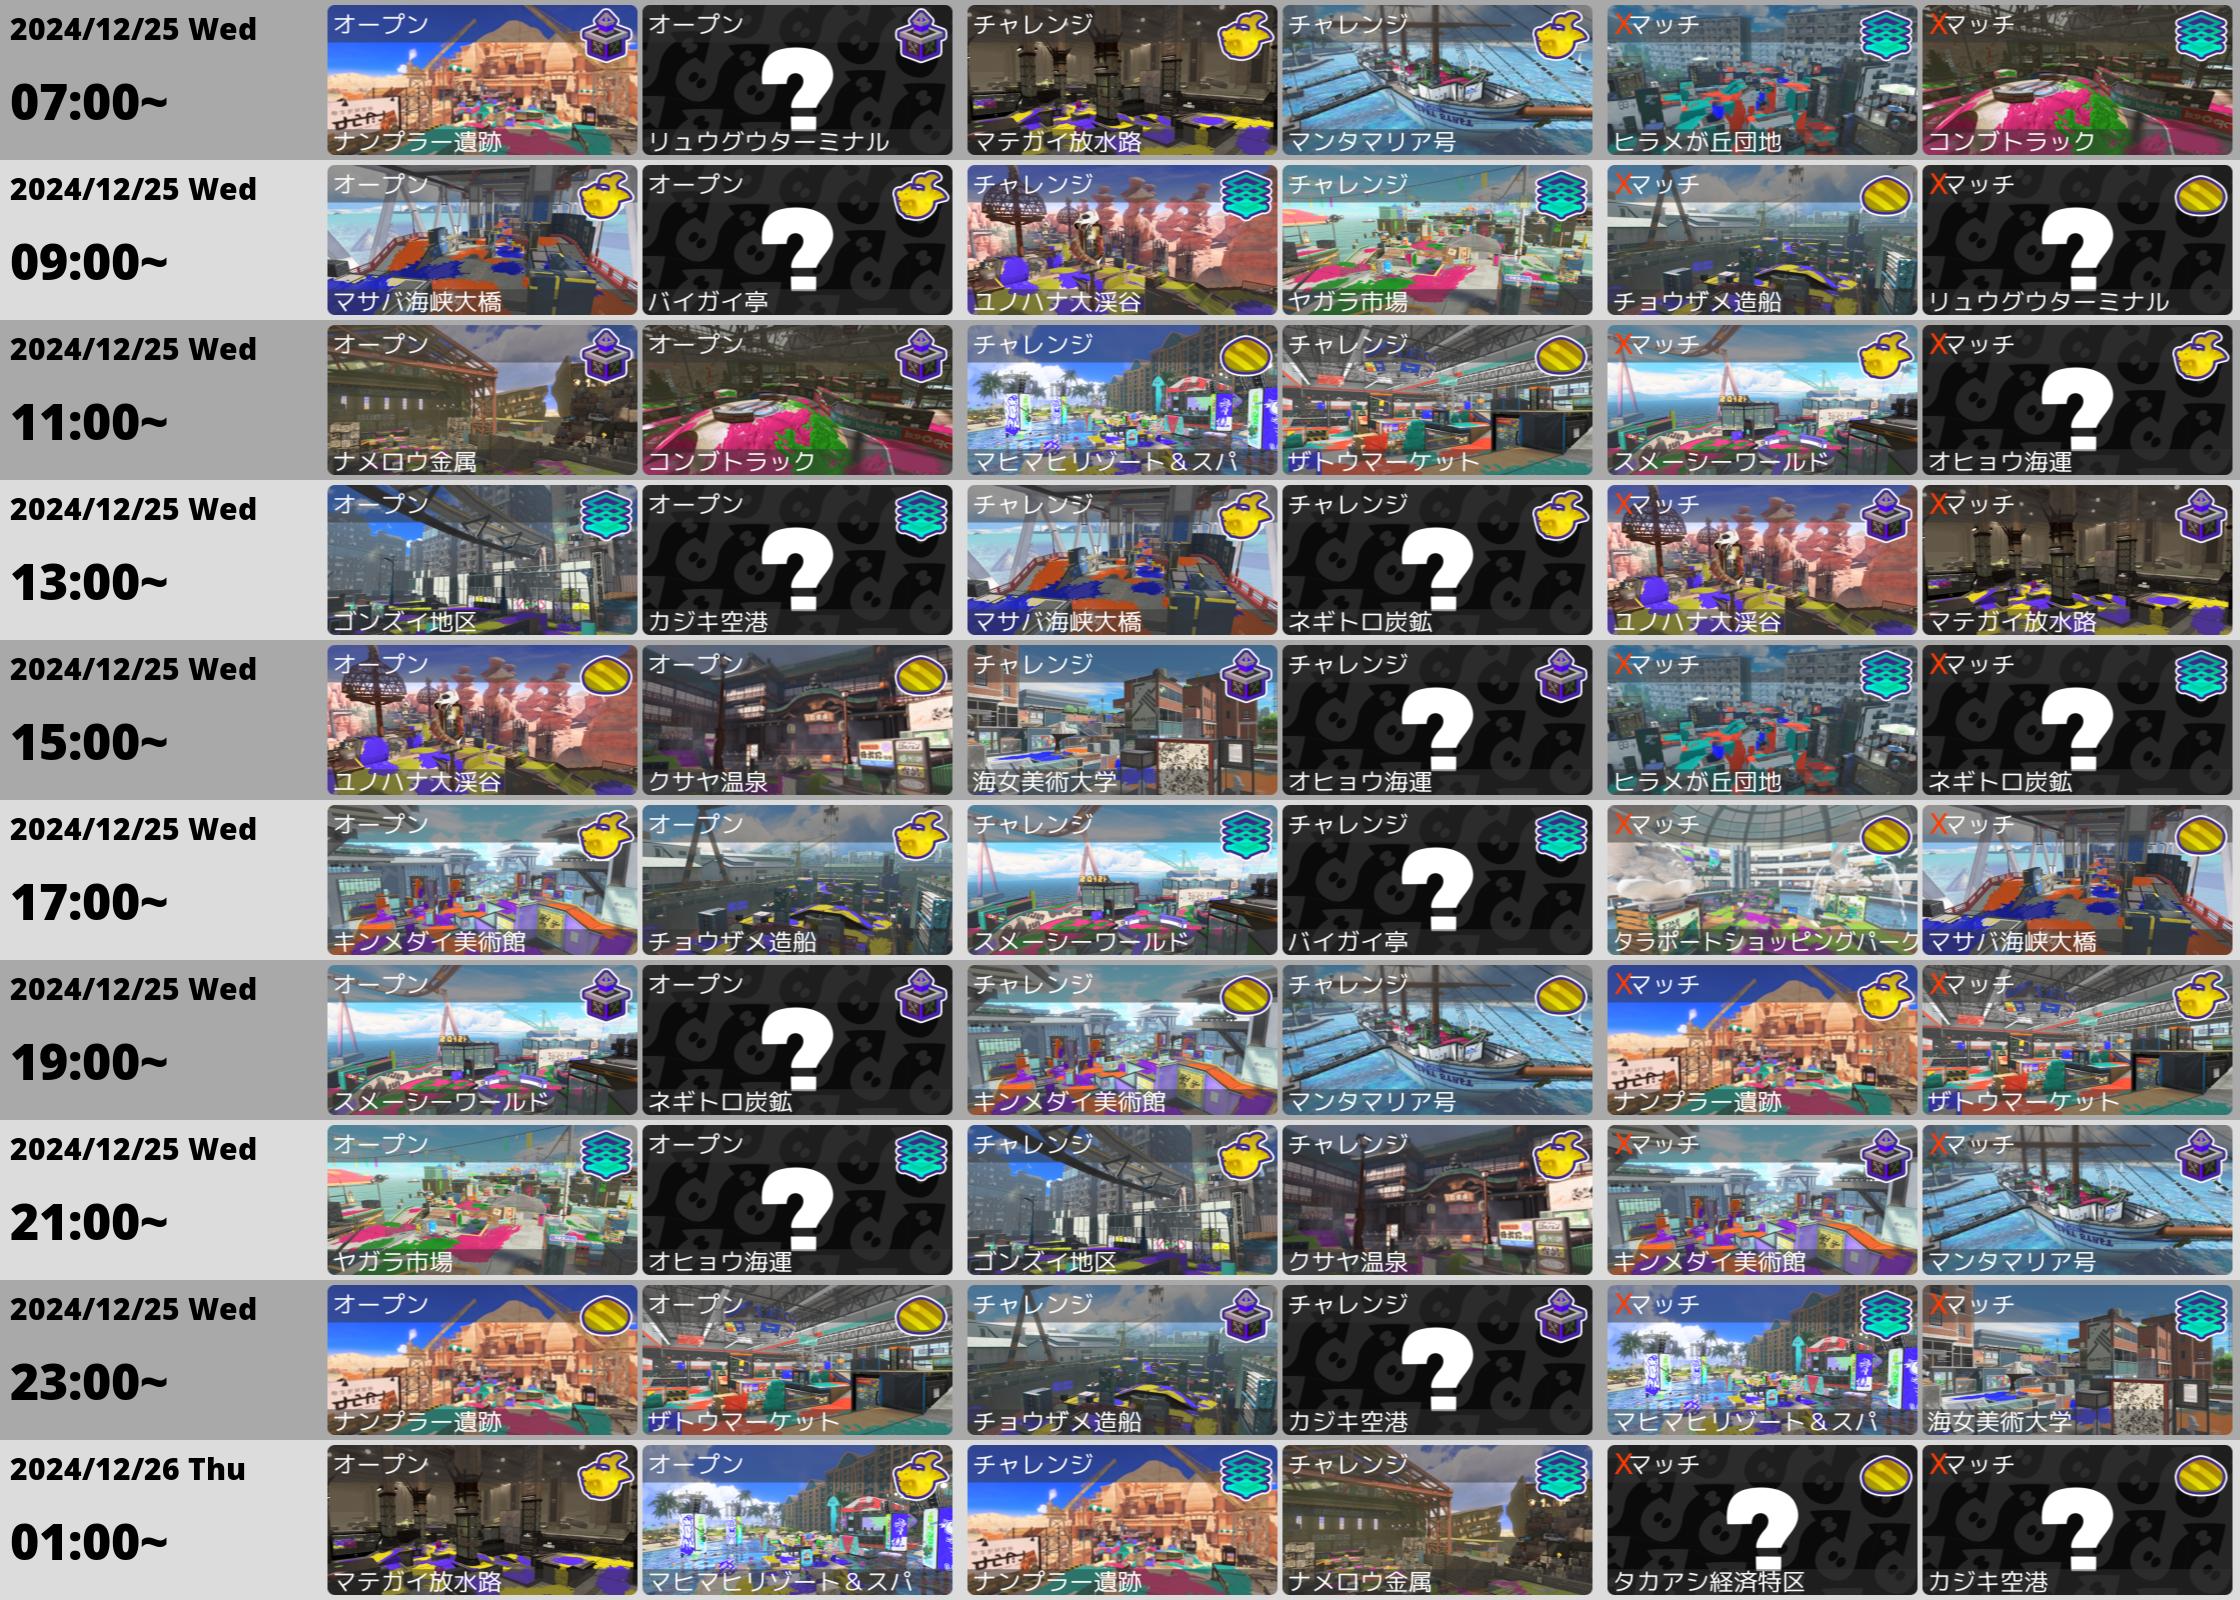 2024/12/25 Wed
07:00~
オープン
ナンプラー遺跡
オープン
リュウグウターミナル
チャレンジ
マテガイ放水路
チャレンジ
マンタマリア号
Xマッチ
ヒラメが丘団地
Xマッチ
コンブトラック
2024/12/25 Wed
09:00~
オープン
マサバ海峡大橋
オープン
バイガイ亭
チャレンジ
ユノハナ大渓谷
チャレンジ
ヤガラ市場
Xマッチ
チョウザメ造船
Xマッチ
リュウグウターミナル
2024/12/25 Wed
11:00~
オープン
ナメロウ金属
オープン
コンブトラック
チャレンジ
マヒマヒリゾート＆スパ
チャレンジ
ザトウマーケット
Xマッチ
スメーシーワールド
Xマッチ
オヒョウ海運
2024/12/25 Wed
13:00~
オープン
ゴンズイ地区
オープン
カジキ空港
チャレンジ
マサバ海峡大橋
チャレンジ
ネギトロ炭鉱
Xマッチ
ユノハナ大渓谷
Xマッチ
マテガイ放水路
2024/12/25 Wed
15:00~
オープン
ユノハナ大渓谷
オープン
クサヤ温泉
チャレンジ
海女美術大学
チャレンジ
オヒョウ海運
Xマッチ
ヒラメが丘団地
Xマッチ
ネギトロ炭鉱
2024/12/25 Wed
17:00~
オープン
キンメダイ美術館
オープン
チョウザメ造船
チャレンジ
スメーシーワールド
チャレンジ
バイガイ亭
Xマッチ
タラポートショッピングパーク
Xマッチ
マサバ海峡大橋
2024/12/25 Wed
19:00~
オープン
スメーシーワールド
オープン
ネギトロ炭鉱
チャレンジ
キンメダイ美術館
チャレンジ
マンタマリア号
Xマッチ
ナンプラー遺跡
Xマッチ
ザトウマーケット
2024/12/25 Wed
21:00~
オープン
ヤガラ市場
オープン
オヒョウ海運
チャレンジ
ゴンズイ地区
チャレンジ
クサヤ温泉
Xマッチ
キンメダイ美術館
Xマッチ
マンタマリア号
2024/12/25 Wed
23:00~
オープン
ナンプラー遺跡
オープン
ザトウマーケット
チャレンジ
チョウザメ造船
チャレンジ
カジキ空港
Xマッチ
マヒマヒリゾート＆スパ
Xマッチ
海女美術大学
2024/12/26 Thu
01:00~
オープン
マテガイ放水路
オープン
マヒマヒリゾート＆スパ
チャレンジ
ナンプラー遺跡
チャレンジ
ナメロウ金属
Xマッチ
タカアシ経済特区
Xマッチ
カジキ空港